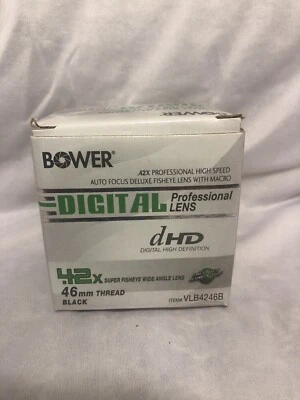 BOWER®
.42X PROFESSIONAL HIGH SPEED
AUTO FOCUS DELUXE FISHEYE LENS WITH MACRO
DIGITAL Professional LENS
dHD
DIGITAL HIGH DEFINITION
.42x SUPER FISHEYE WIDE ANGLE LENS
46mm THREAD
BLACK
ITEM# VLB4246B